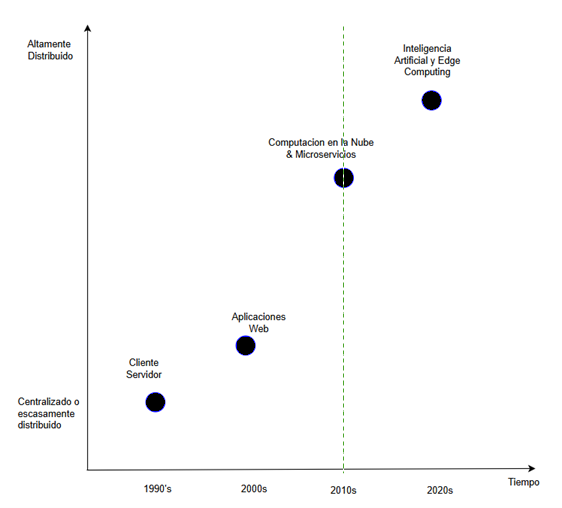 Altamente
Distribuido
Inteligencia
Artificial y Edge
Computing
Computacion en la Nube
& Microservicios
Aplicaciones
Web
Cliente
Servidor
Centralizado o
escasamente
distribuido
Tiempo
1990's
2000s
2010s
2020s